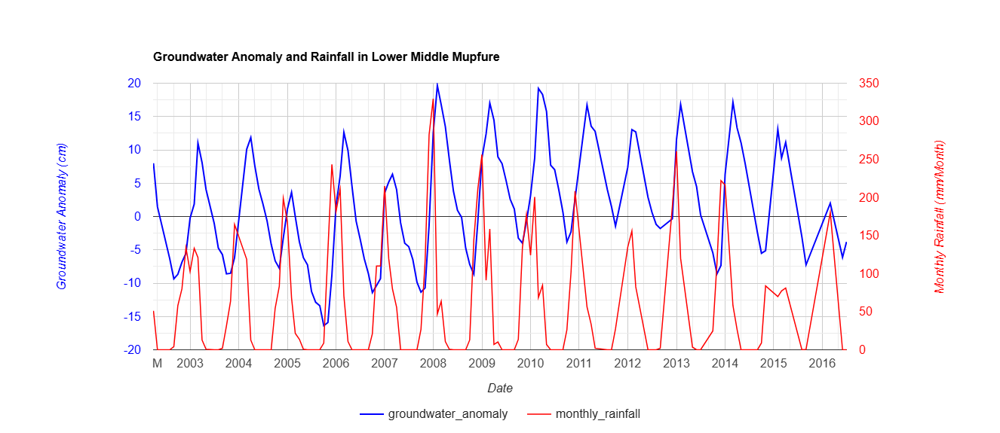 Groundwater Anomaly and Rainfall in Lower Middle Mupfure
20 350
15 300
10 250
5 200
0 150
-5 100
-10 50
-15 0
-20
Groundwater Anomaly (cm)
Monthly Rainfall (mm/Month)
M 2003 2004 2005 2006 2007 2008 2009 2010 2011 2012 2013 2014 2015 2016
Date
groundwater_anomaly monthly_rainfall